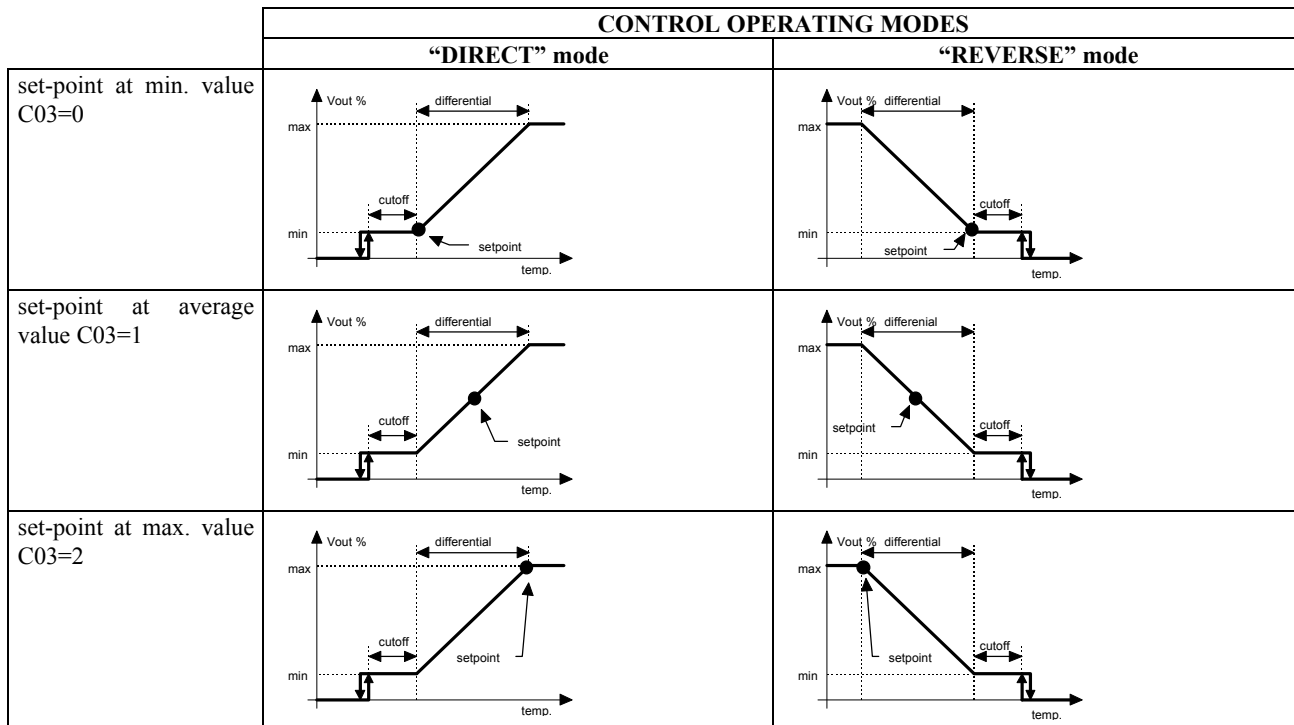 CONTROL OPERATING MODES
“DIRECT” mode
“REVERSE” mode
set-point at min. value
C03=0
Vout %
differential
max
cutoff
min
setpoint
temp.
Vout %
differential
max
cutoff
min
setpoint
temp.
set-point at average
value C03=1
Vout %
differential
max
cutoff
min
setpoint
temp.
Vout %
differenial
max
setpoint
cutoff
min
temp.
set-point at max. value
C03=2
Vout %
differential
max
cutoff
setpoint
min
temp.
Vout %
differential
max
cutoff
setpoint
min
temp.